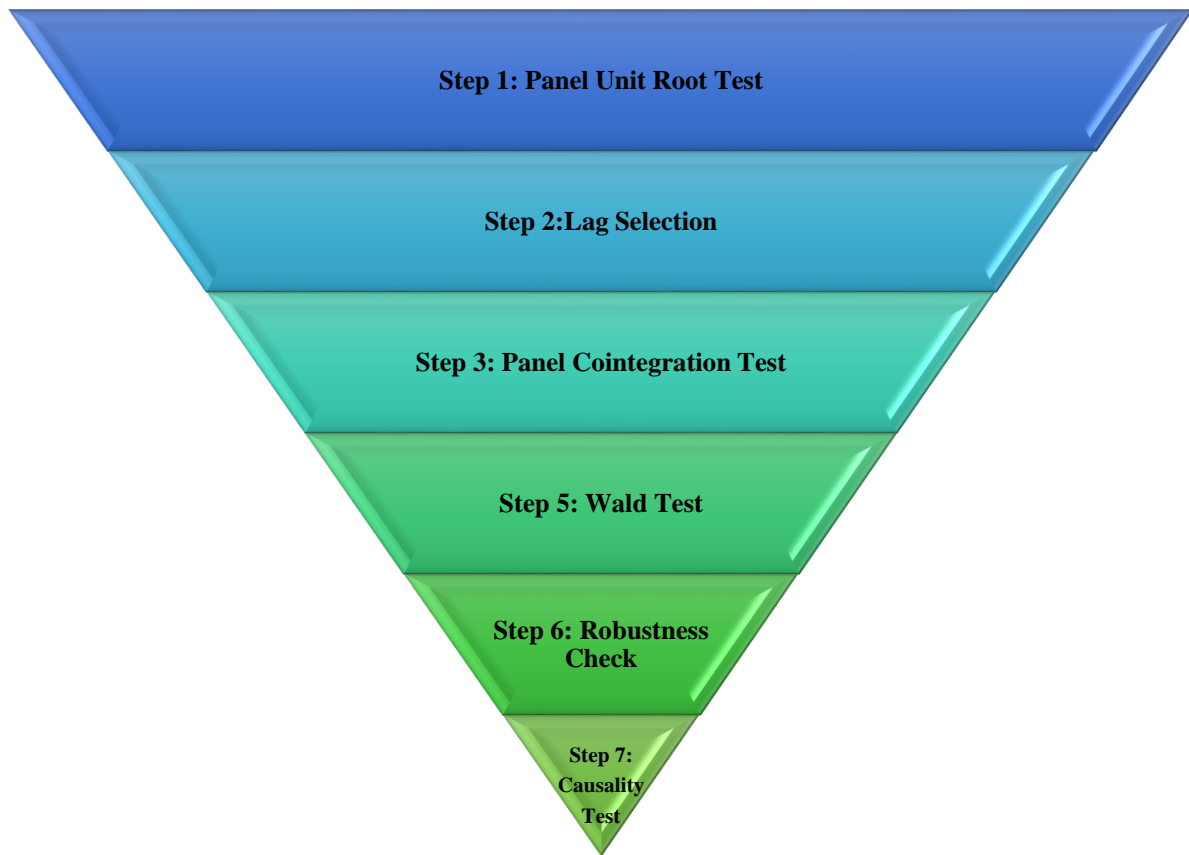 Step 1: Panel Unit Root Test
Step 2:Lag Selection
Step 3: Panel Cointegration Test
Step 5: Wald Test
Step 6: Robustness
Check
Step 7:
Causality
Test